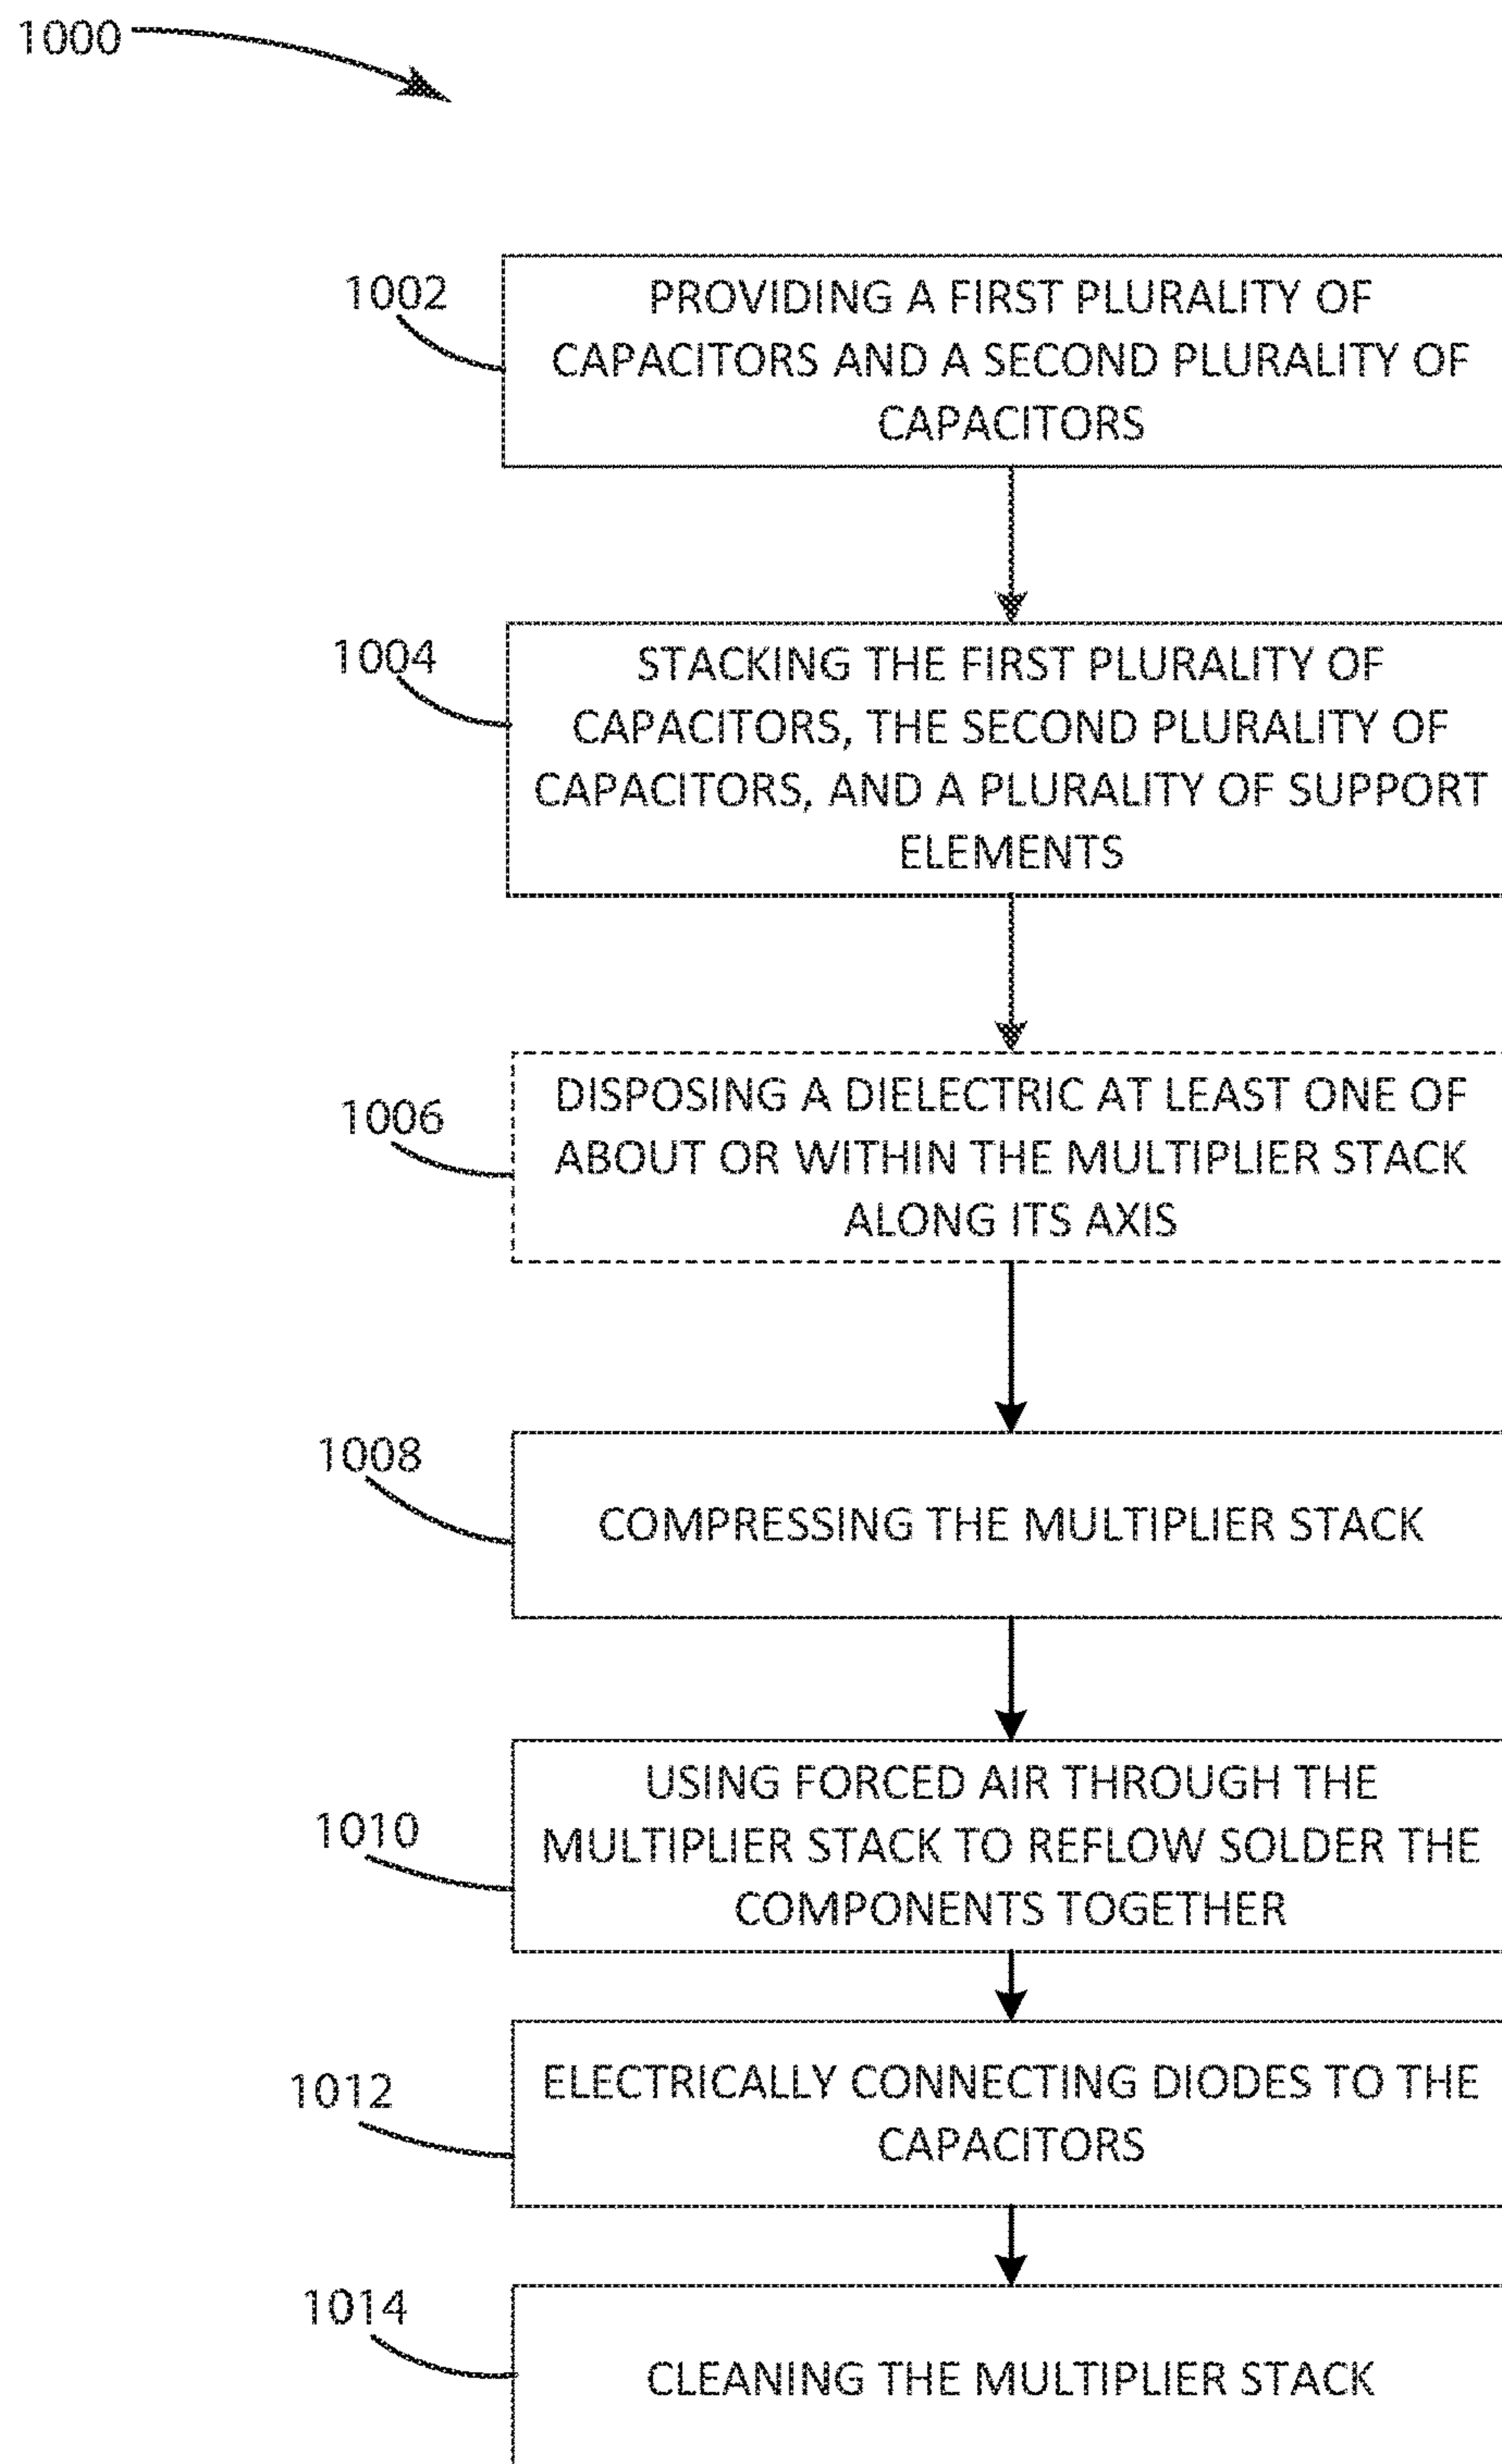 1000
1002
PROVIDING A FIRST PLURALITY OF
CAPACITORS AND A SECOND PLURALITY OF
CAPACITORS
1004
STACKING THE FIRST PLURALITY OF
CAPACITORS, THE SECOND PLURALITY OF
CAPACITORS, AND A PLURALITY OF SUPPORT
ELEMENTS
1006
DISPOSING A DIELECTRIC AT LEAST ONE OF
ABOUT OR WITHIN THE MULTIPLIER STACK
ALONG ITS AXIS
1008
COMPRESSING THE MULTIPLIER STACK
1010
USING FORCED AIR THROUGH THE
MULTIPLIER STACK TO REFLOW SOLDER THE
COMPONENTS TOGETHER
1012
ELECTRICALLY CONNECTING DIODES TO THE
CAPACITORS
1014
CLEANING THE MULTIPLIER STACK